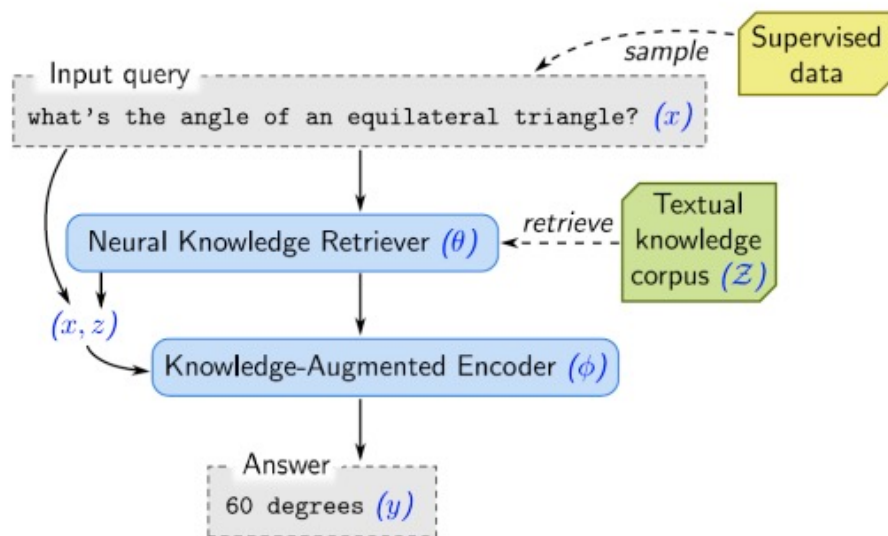 sample
Supervised
data
Input query
what's the angle of an equilateral triangle? (x)
Neural Knowledge Retriever (θ)
retrieve
Textual
knowledge
corpus (𝒵)
(x, z)
Knowledge-Augmented Encoder (ϕ)
Answer
60 degrees (y)